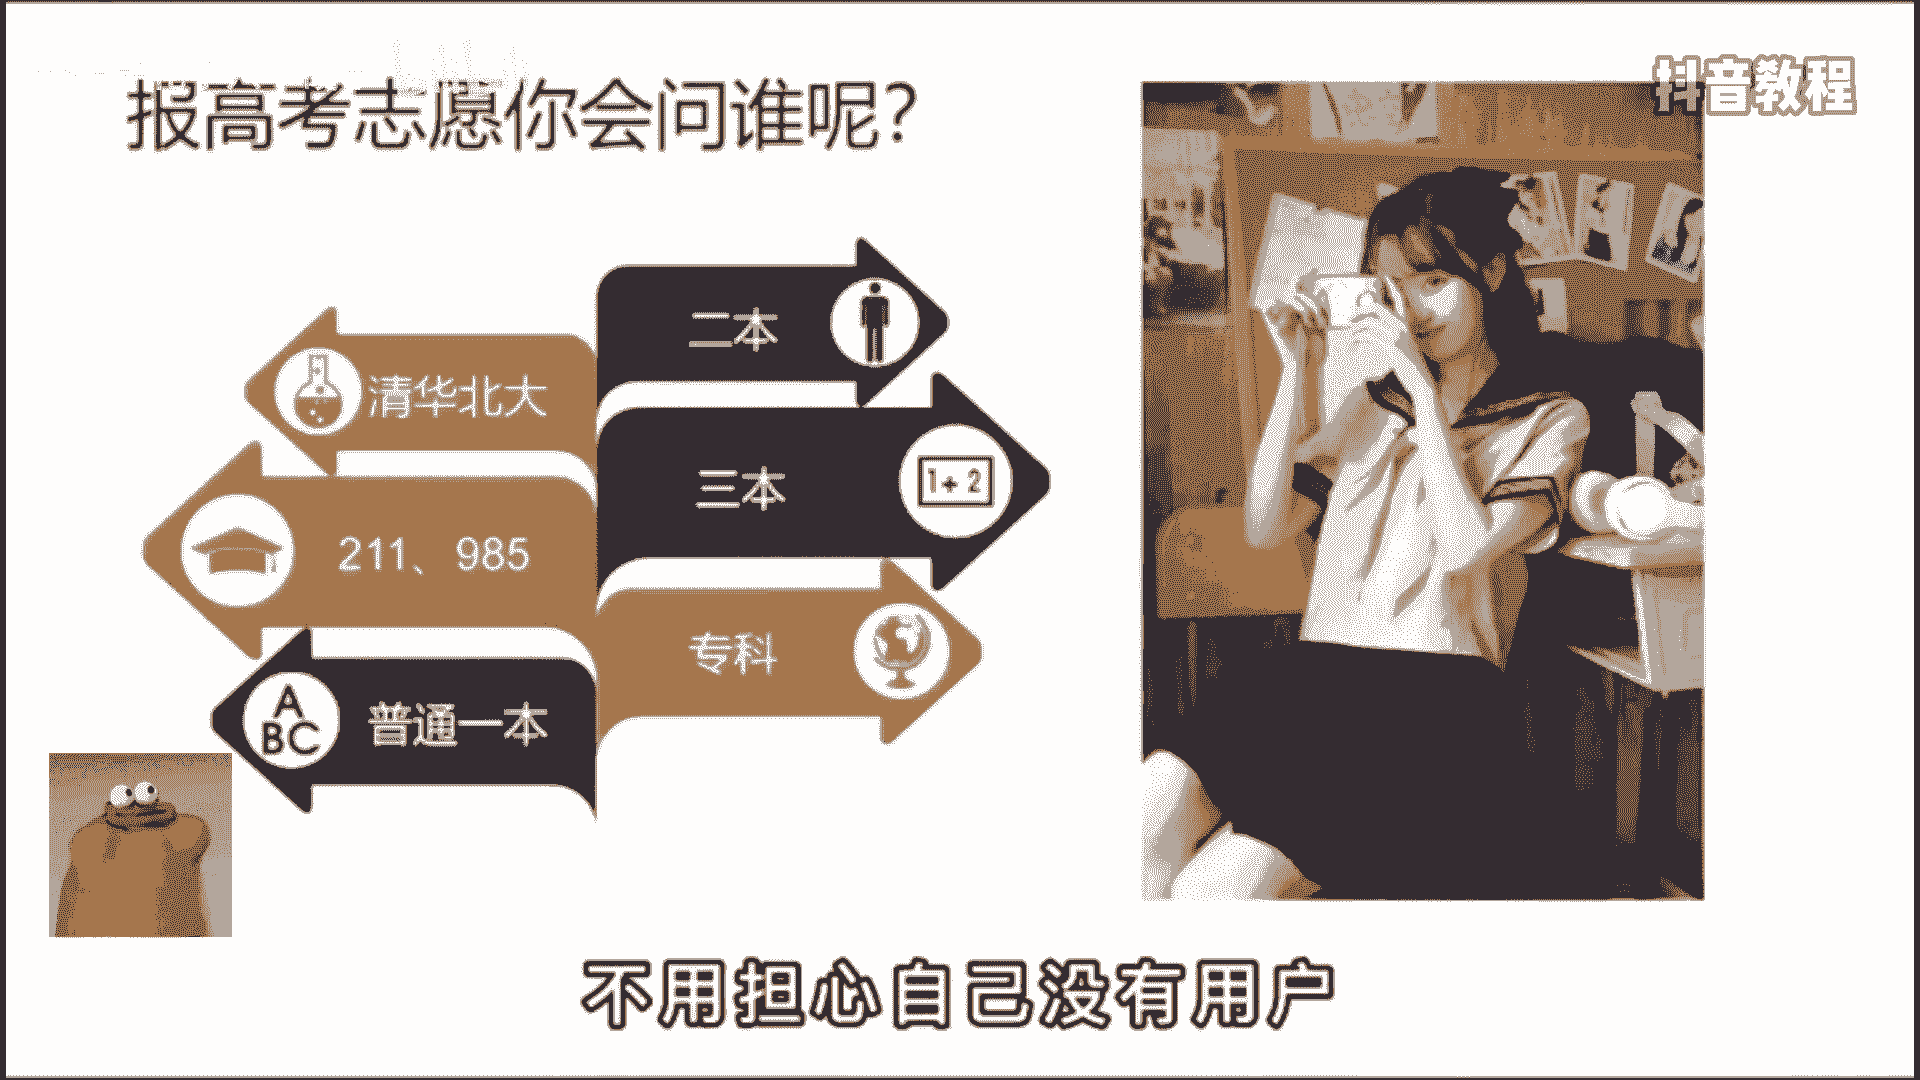 报高考志愿你会问谁呢？
抖音教程
二本
清华北大
三本
1+2
211、985
专科
普通一本
A
BC
不用担心自己没有用户